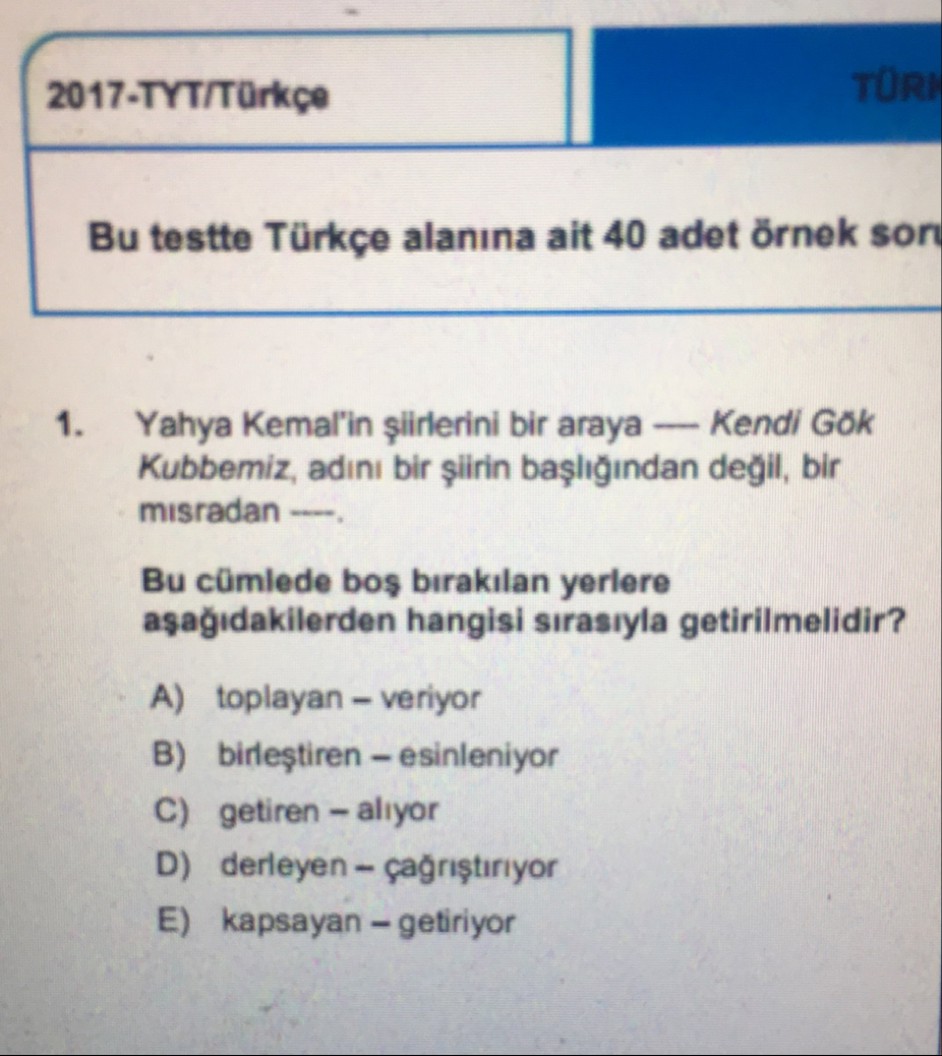 2017-TYT/Türkçe
Bu testte Türkçe alanına ait 40 adet örnek
1. Yahya Kemal'in şiirlerini bir araya ---- Kendi Gök
Kubbemiz, adını bir şiirin başlığından değil, bir
mısradan ----.
Bu cümlede boş bırakılan yerlere
aşağıdakilerden hangisi sırasıyla getirilmelidir?
A) toplayan – veriyor
B) birleştiren – esinleniyor
C) getiren – alıyor
D) derleyen – çağrıştırıyor
E) kapsayan – getiriyor